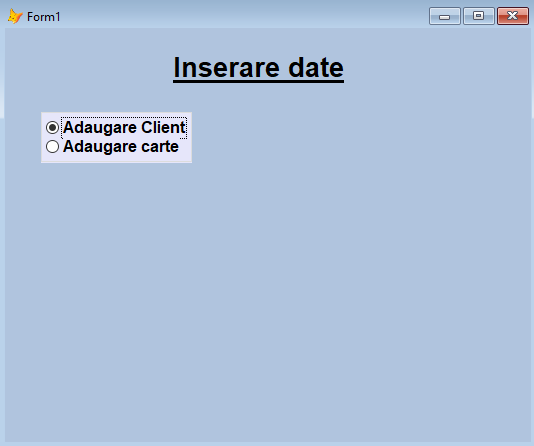 Form1
Inserare date
Adaugare Client
Adaugare carte